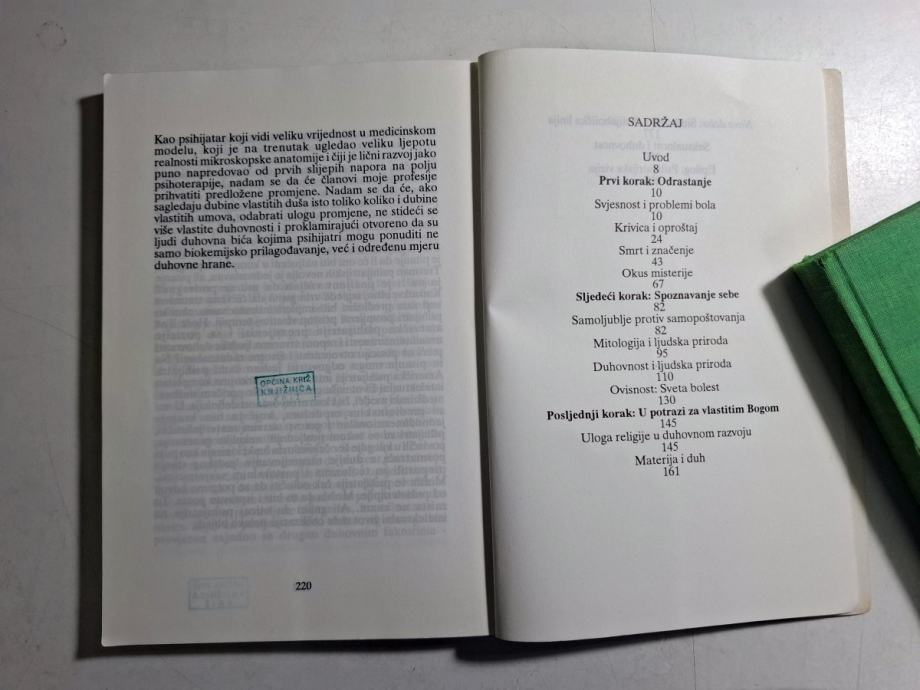 Kao psihijatar koji vidi veliku vrijednost u medicinskom
modelu, koji je na trenutak ugledao veliku ljepotu
realnosti mikroskopske anatomije i čiji je lični razvoj jako
puno napredovao od prvih slijepih napora na polju
psihoterapije, nadam se da će članovi moje profesije
prihvatiti predložene promjene. Nadam se da će, ako
sagledaju dubine vlastitih duša isto toliko koliko i dubine
vlastitih umova, odabrati ulogu promjene, ne stideći se
više vlastite duhovnosti i proklamirajući otvoreno da su
ljudi duhovna bića kojima psihijatri mogu ponuditi ne
samo biokemijsko prilagođavanje, već i određenu mjeru
duhovne hrane.
OPĆINA KRIŽ
KNJIŽNICA
220
SADRŽAJ
Uvod
8
Prvi korak: Odrastanje
10
Svjesnost i problemi bola
10
Krivica i oproštaj
24
Smrt i značenje
43
Okus misterije
67
Sljedeći korak: Spoznavanje sebe
82
Samoljublje protiv samopoštovanja
82
Mitologija i ljudska priroda
95
Duhovnost i ljudska priroda
110
Ovisnost: Sveta bolest
130
Posljednji korak: U potrazi za vlastitim Bogom
145
Uloga religije u duhovnom razvoju
145
Materija i duh
161